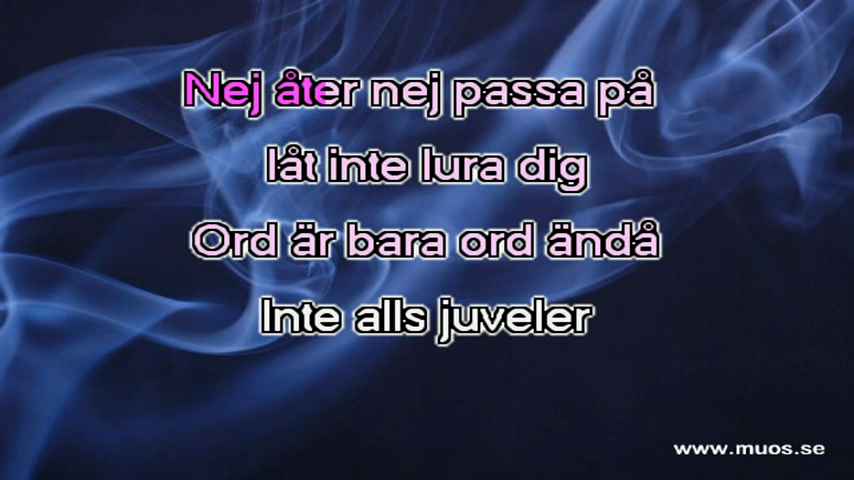 Nej åter nej passa på
låt inte lura dig
Ord är bara ord ändå
Inte alls juveler
www.muos.se